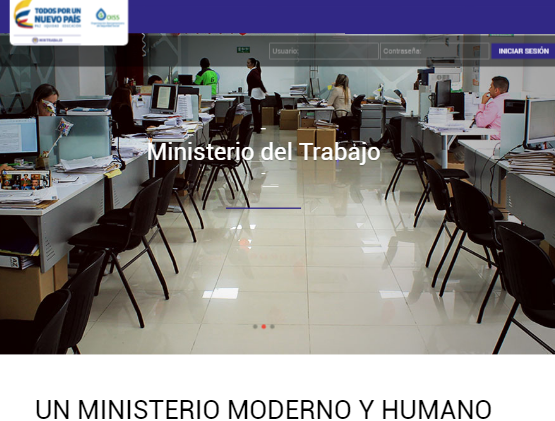 TODOS POR UN
NUEVO PAÍS
PAZ EQUIDAD EDUCACIÓN
OISS
MINTRABAJO
Usuario:
Contraseña:
INICIAR SESIÓN
Ministerio del Trabajo
UN MINISTERIO MODERNO Y HUMANO